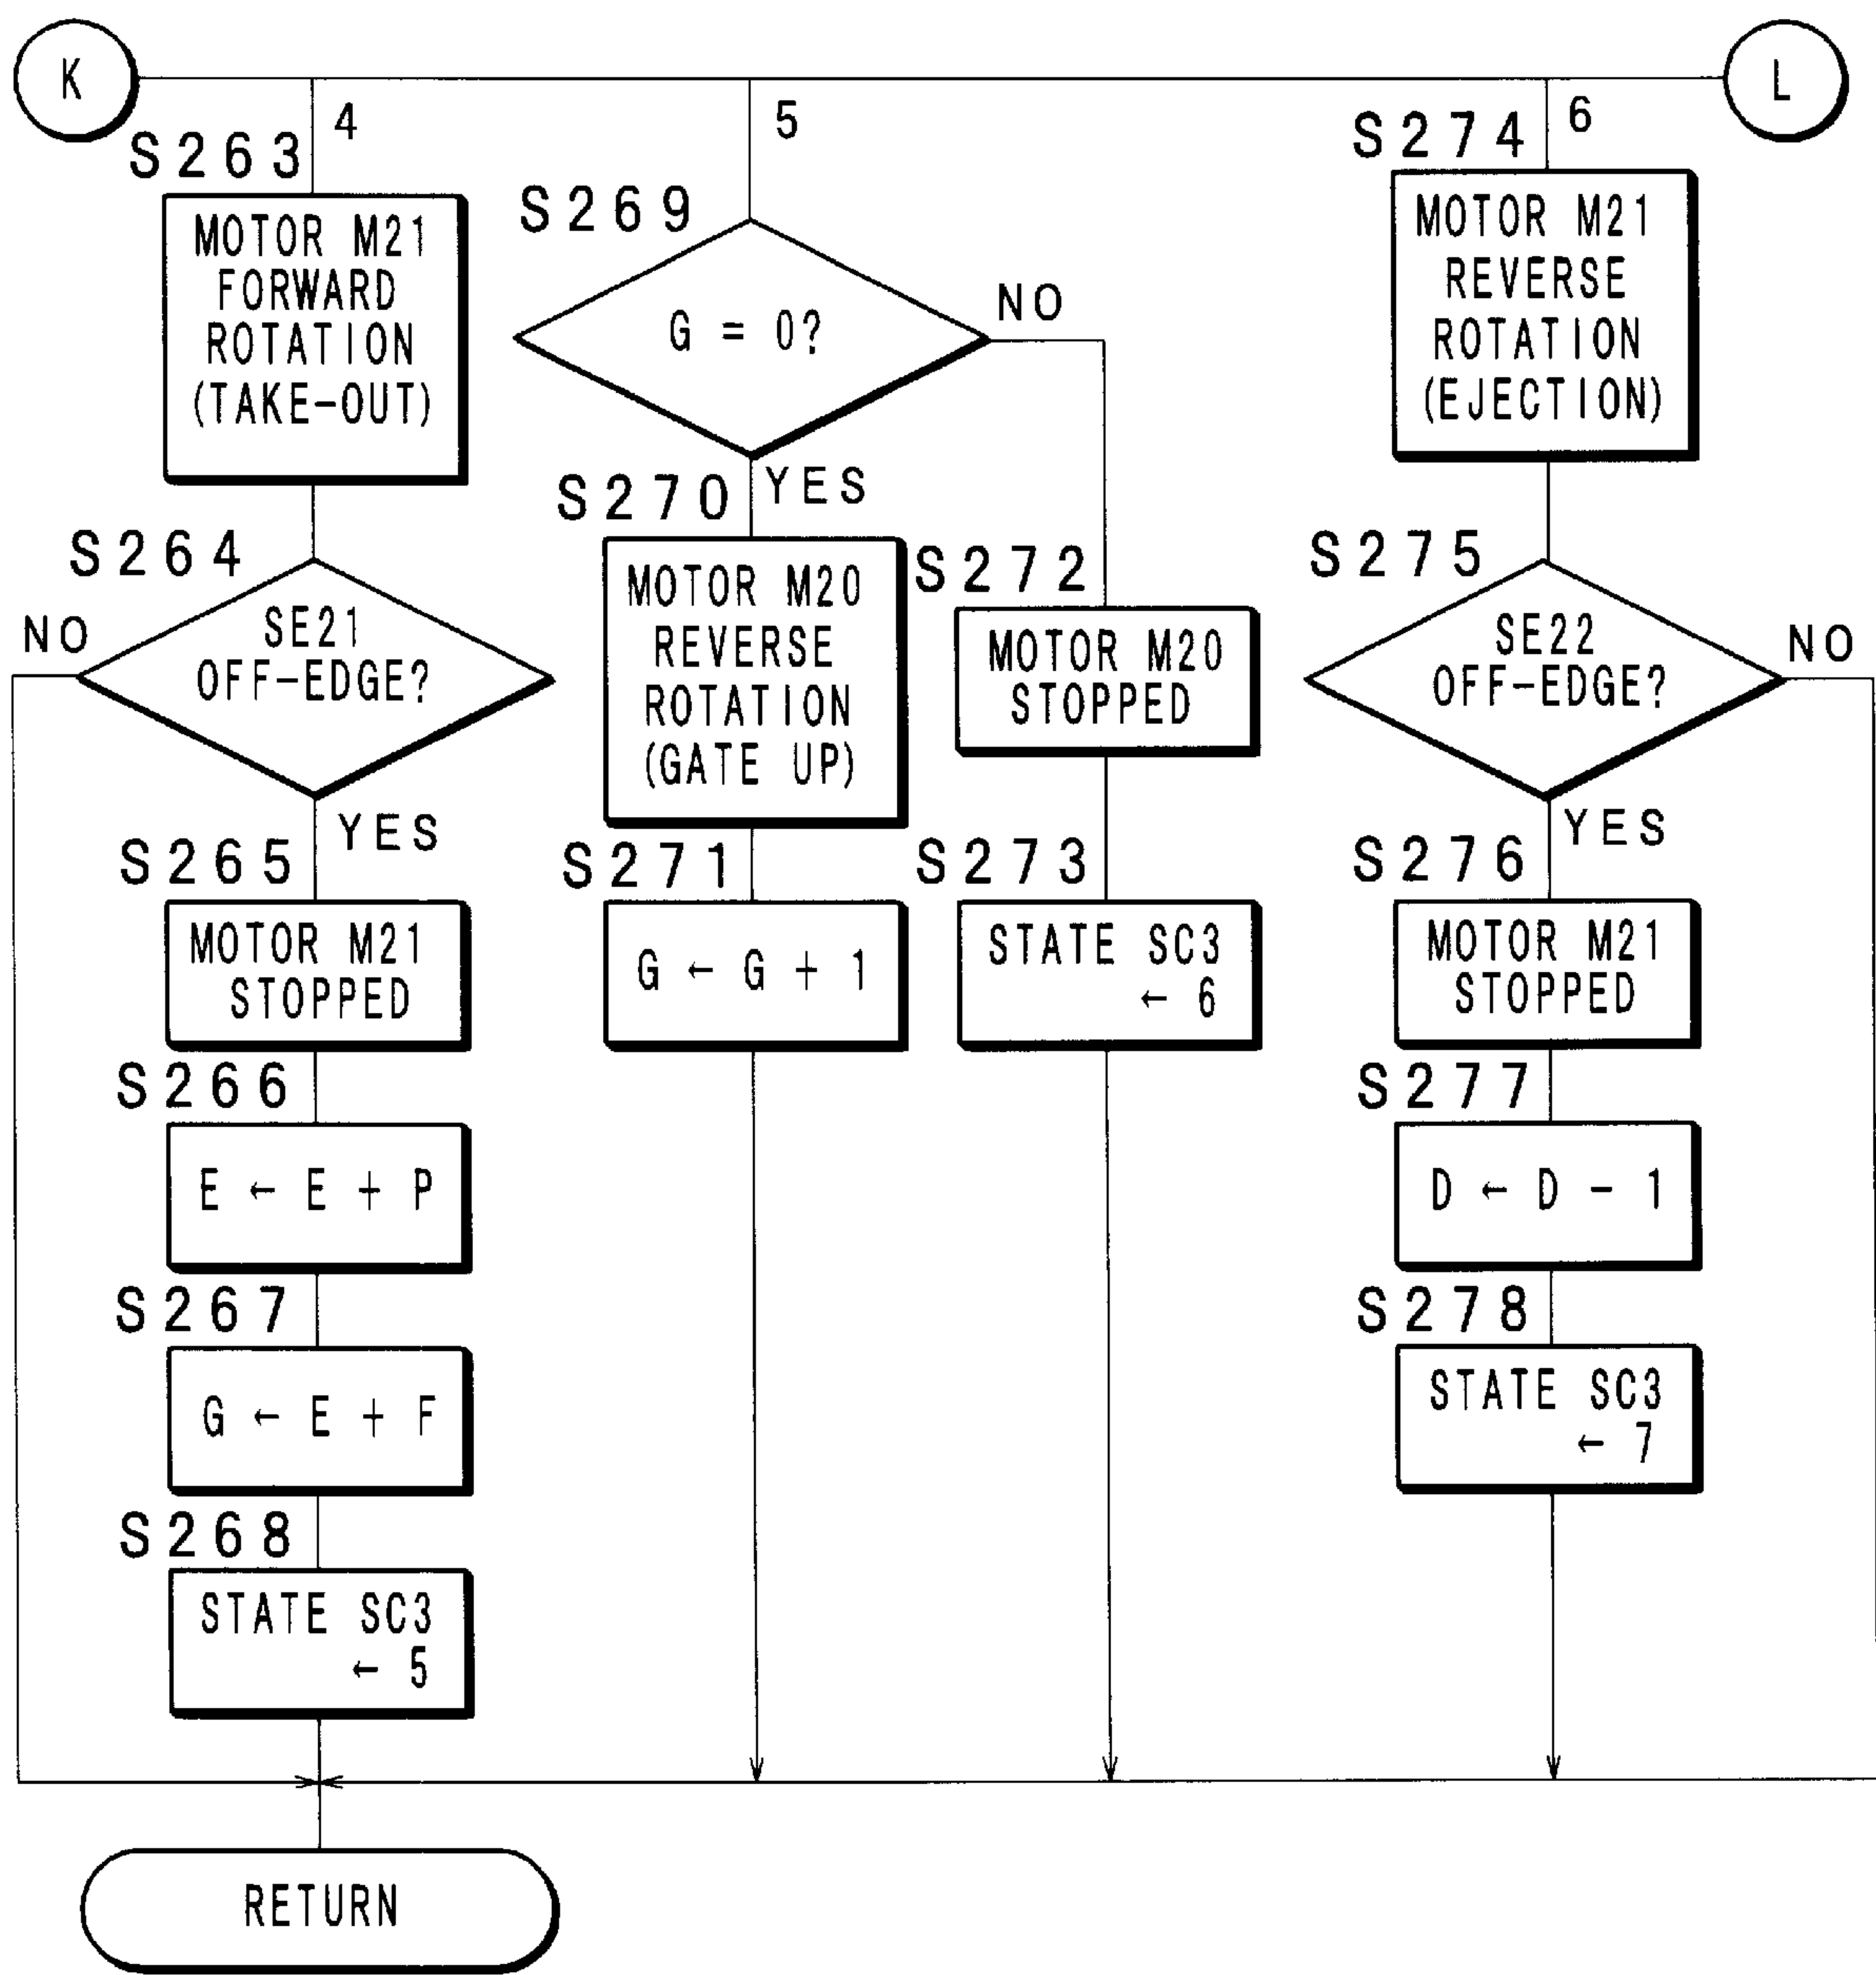 K
L
4
5
6
S263
MOTOR M21
FORWARD
ROTATION
(TAKE-OUT)
S264
SE21
OFF-EDGE?
NO
YES
S265
MOTOR M21
STOPPED
S266
E ← E + P
S267
G ← E + F
S268
STATE SC3
← 5
S269
G = 0?
NO
YES
S270
MOTOR M20
REVERSE
ROTATION
(GATE UP)
S271
G ← G + 1
S272
MOTOR M20
STOPPED
S273
STATE SC3
← 6
S274
MOTOR M21
REVERSE
ROTATION
(EJECTION)
S275
SE22
OFF-EDGE?
NO
YES
S276
MOTOR M21
STOPPED
S277
D ← D - 1
S278
STATE SC3
← 7
RETURN